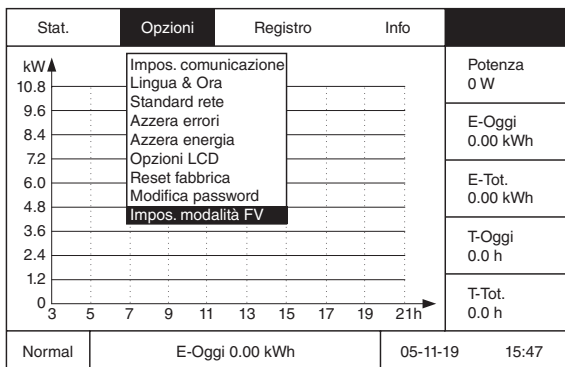 Stat. Opzioni Registro Info
kW
10.8
9.6
8.4
7.2
6.0
4.8
3.6
2.4
1.2
0
3 5 7 9 11 13 15 17 19 21h
Impos. comunicazione
Lingua & Ora
Standard rete
Azzera errori
Azzera energia
Opzioni LCD
Reset fabbrica
Modifica password
Impos. modalità FV
Potenza
0 W
E-Oggi
0.00 kWh
E-Tot.
0.00 kWh
T-Oggi
0.0 h
T-Tot.
0.0 h
Normal E-Oggi 0.00 kWh 05-11-19 15:47